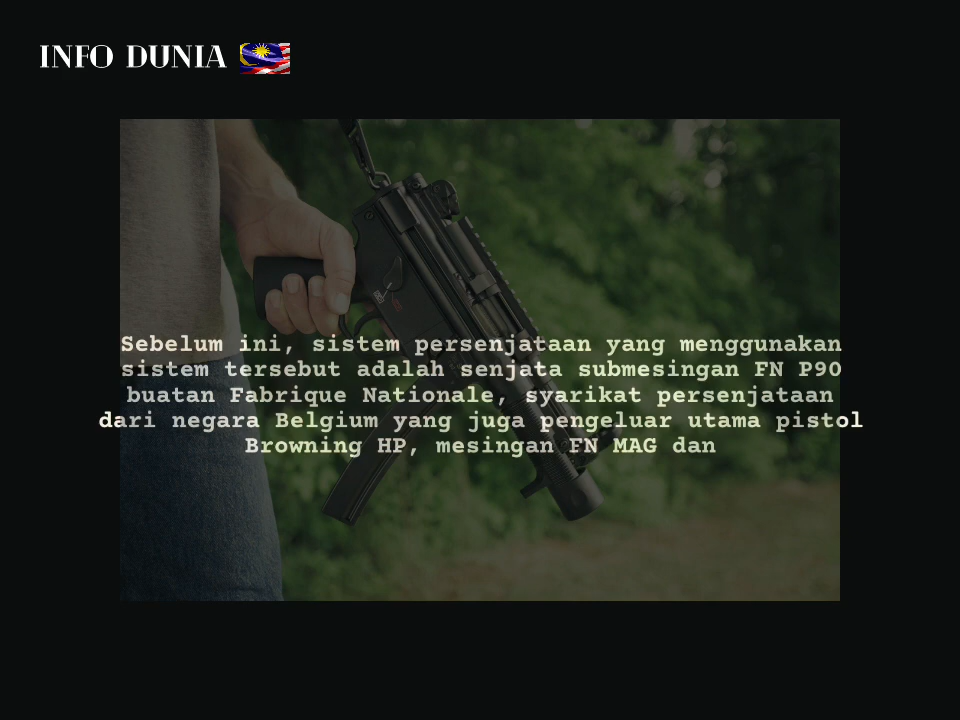 INFO DUNIA
Sebelum ini, sistem persenjataan yang menggunakan
sistem tersebut adalah senjata submesingan FN P90
buatan Fabrique Nationale, syarikat persenjataan
dari negara Belgium yang juga pengeluar utama pistol
Browning HP, mesingan FN MAG dan